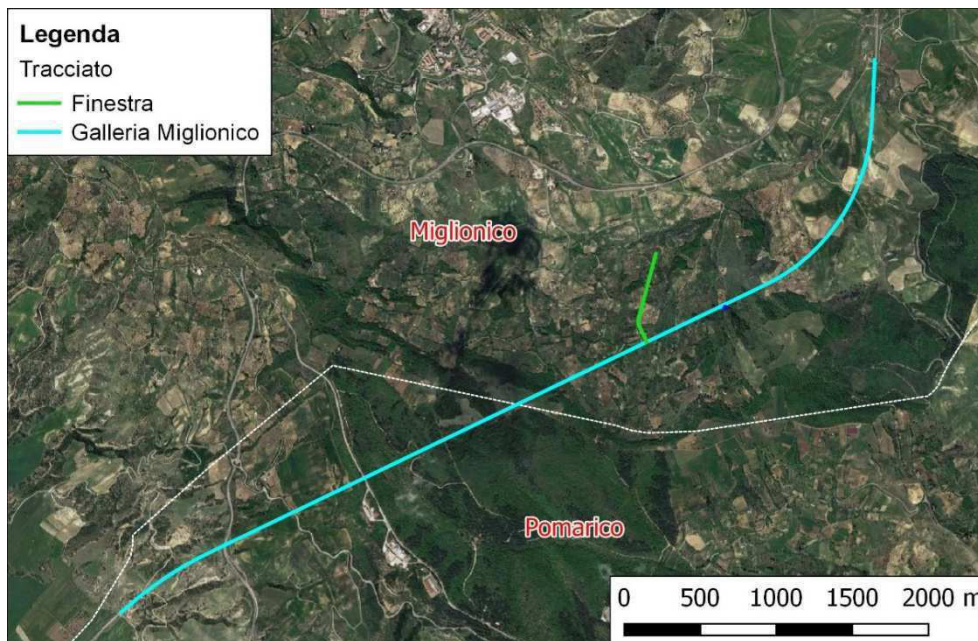 Legenda
Tracciato
Finestra
Galleria Miglionico
Miglionico
Pomarico
0 500 1000 1500 2000 m